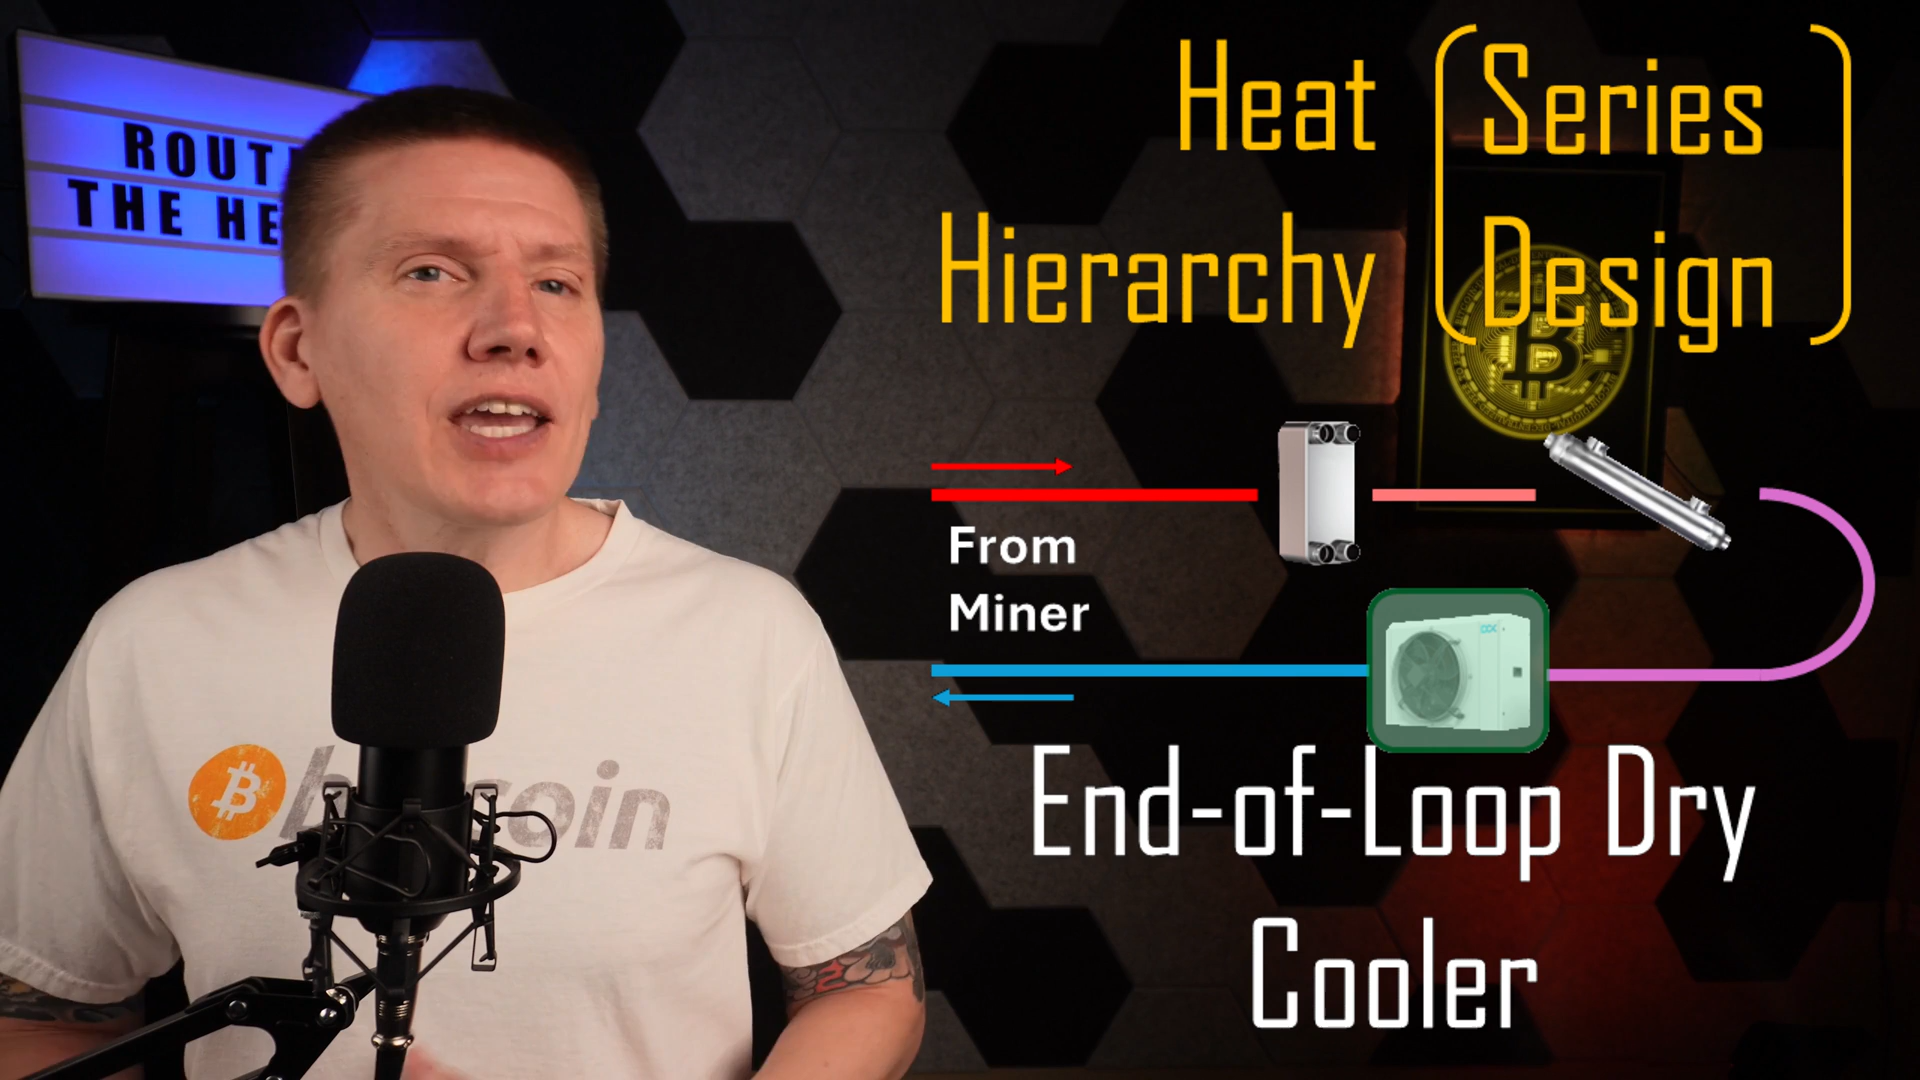 ROUT
THE HE
Heat
Hierarchy
Series
Design
From
Miner
End-of-Loop Dry
Cooler